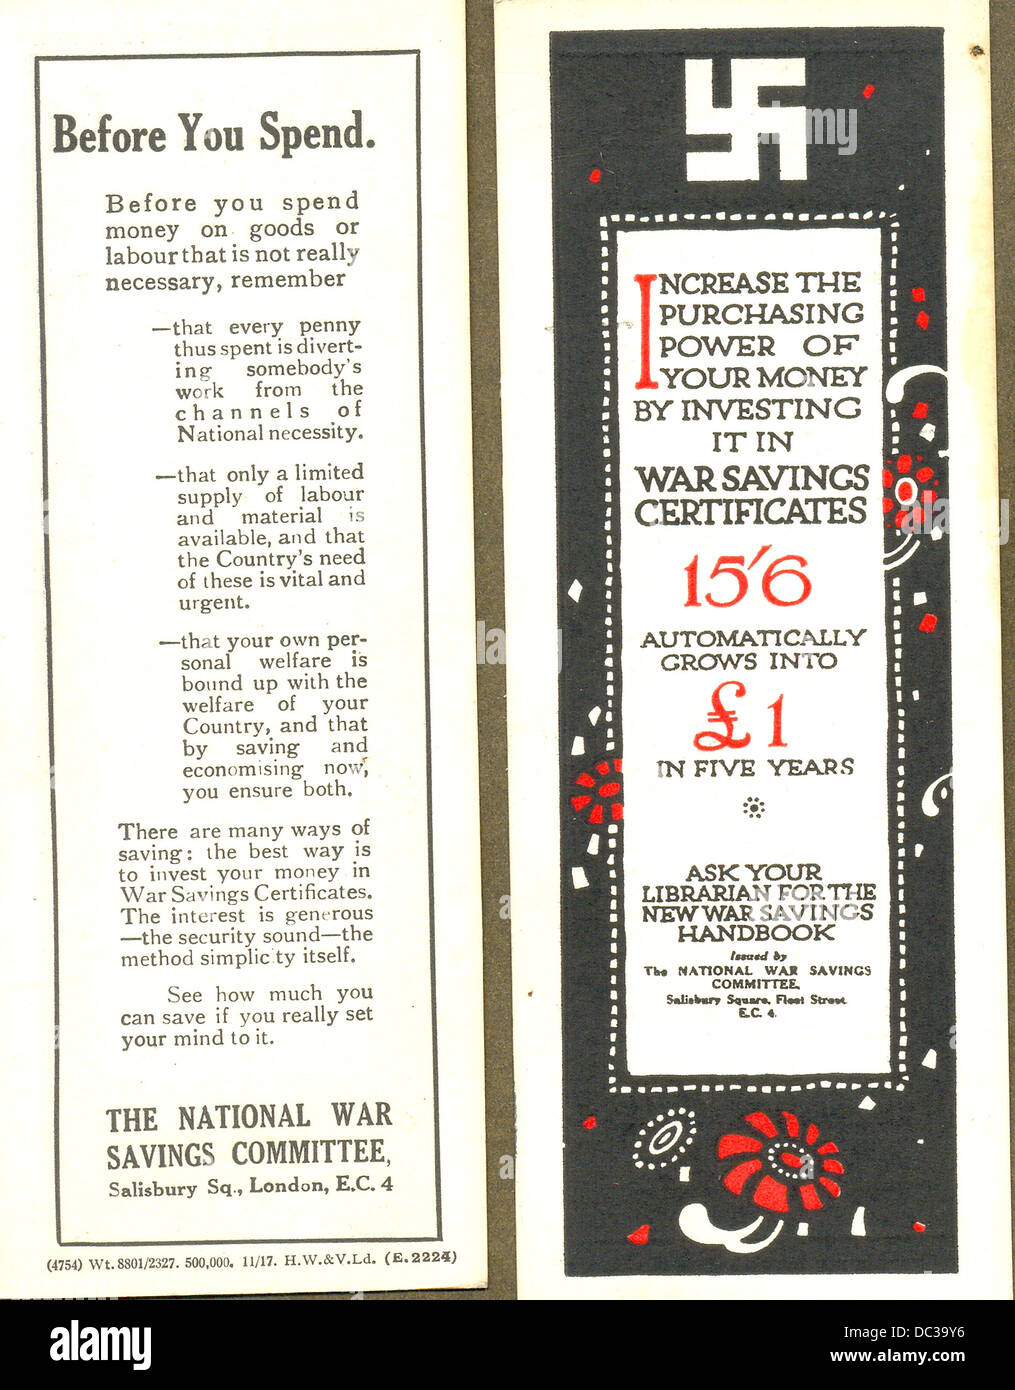 Before You Spend.
Before you spend
money on goods or
labour that is not really
necessary, remember
—that every penny
thus spent is divert-
ing somebody's
work from the
channels of
National necessity.
—that only a limited
supply of labour
and material is
available, and that
the Country's need
of these is vital and
urgent.
—that your own per-
sonal welfare is
bound up with the
welfare of your
Country, and that
by saving and
economising now,
you ensure both.
There are many ways of
saving: the best way is
to invest your money in
War Savings Certificates.
The interest is generous
—the security sound—the
method simplicity itself.
See how much you
can save if you really set
your mind to it.
THE NATIONAL WAR
SAVINGS COMMITTEE,
Salisbury Sq., London, E.C. 4
(4754) Wt. 8801/2327. 500,000. 11/17. H.W.&V.Ld. (E. 2224)
INCREASE THE
PURCHASING
POWER OF
YOUR MONEY
BY INVESTING
IT IN
WAR SAVINGS
CERTIFICATES
15'6
AUTOMATICALLY
GROWS INTO
£1
IN FIVE YEARS
ASK YOUR
LIBRARIAN FOR THE
NEW WAR SAVINGS
HANDBOOK
Issued by
The NATIONAL WAR SAVINGS
COMMITTEE,
Salisbury Square, Fleet Street
E.C. 4.
alamy
alamy
Image ID: DC39Y6
www.alamy.com